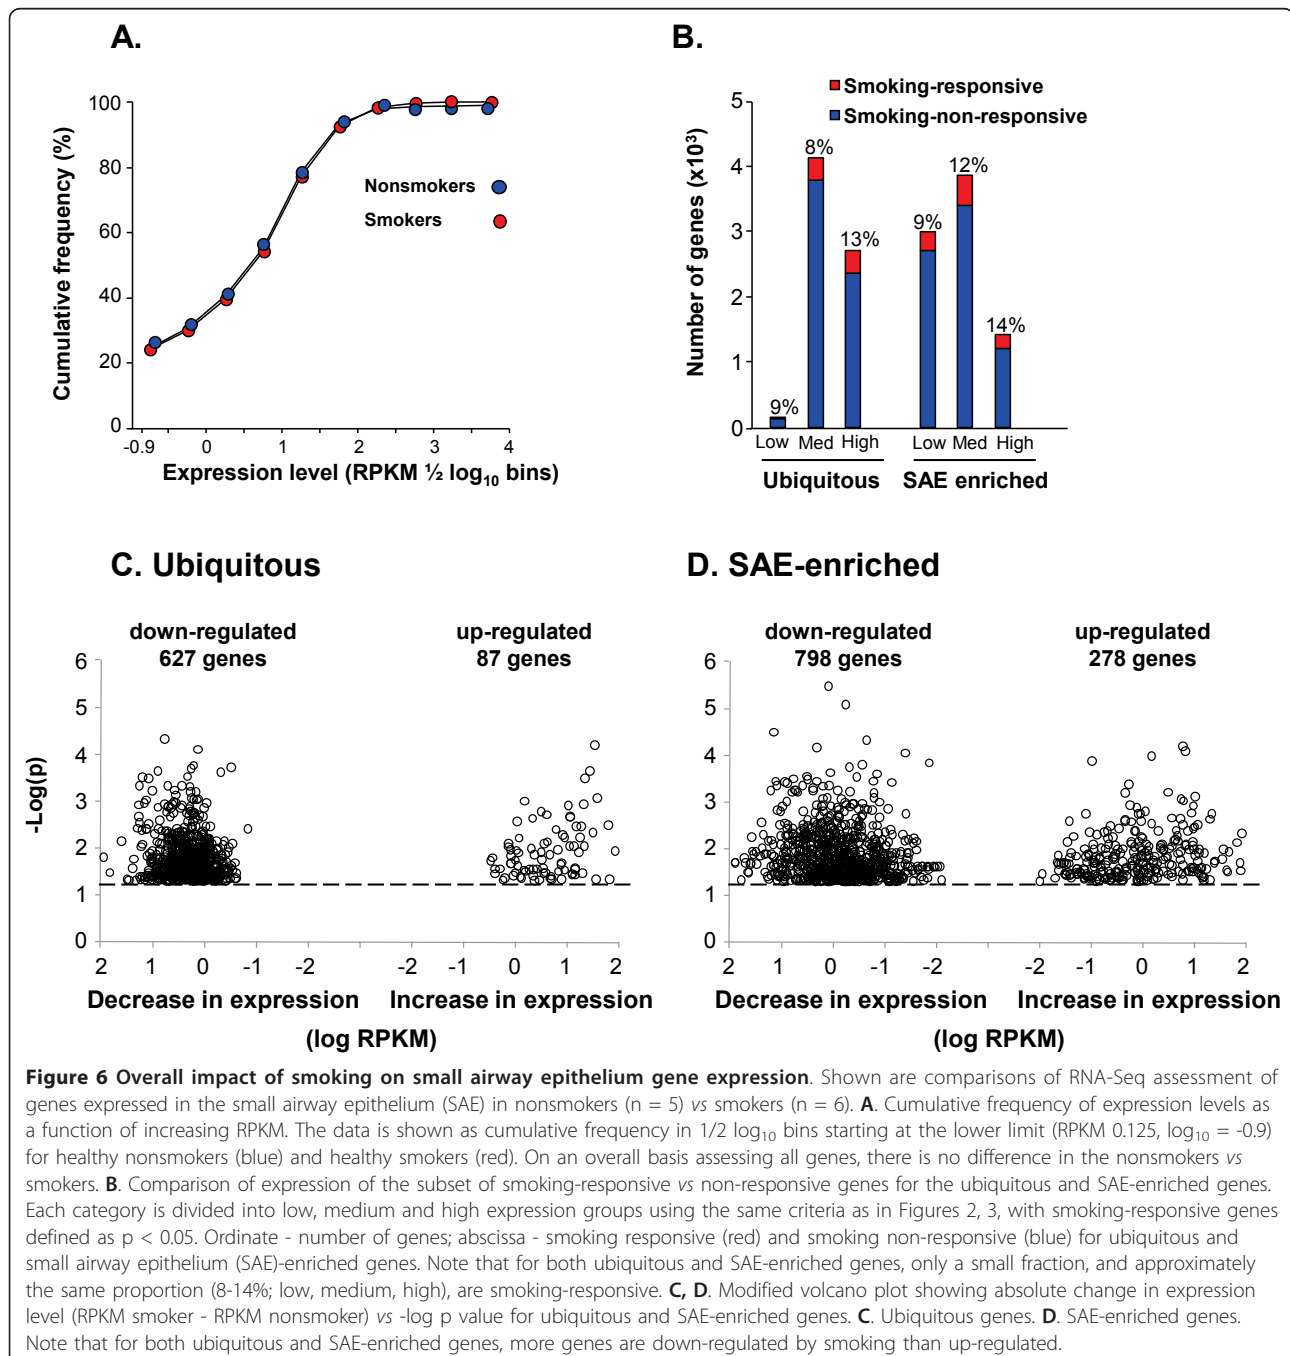 A.
100
80
60
40
20
0
Cumulative frequency (%)
Nonsmokers
Smokers
-0.9 0 1 2 3 4
Expression level (RPKM ½ log10 bins)
B.
Smoking-responsive
Smoking-non-responsive
5
4
3
2
1
0
Number of genes (x10³)
9% 8% 13% 9% 12% 14%
Low Med High Low Med High
Ubiquitous SAE enriched
C. Ubiquitous
down-regulated up-regulated
627 genes 87 genes
6
5
4
3
2
1
0
-Log(p)
2 1 0 -1 -2 -2 -1 0 1 2
Decrease in expression Increase in expression
(log RPKM)
D. SAE-enriched
down-regulated up-regulated
798 genes 278 genes
6
5
4
3
2
1
0
2 1 0 -1 -2 -2 -1 0 1 2
Decrease in expression Increase in expression
(log RPKM)
Figure 6 Overall impact of smoking on small airway epithelium gene expression. Shown are comparisons of RNA-Seq assessment of
genes expressed in the small airway epithelium (SAE) in nonsmokers (n = 5) vs smokers (n = 6). A. Cumulative frequency of expression levels as
a function of increasing RPKM. The data is shown as cumulative frequency in 1/2 log10 bins starting at the lower limit (RPKM 0.125, log10 = -0.9)
for healthy nonsmokers (blue) and healthy smokers (red). On an overall basis assessing all genes, there is no difference in the nonsmokers vs
smokers. B. Comparison of expression of the subset of smoking-responsive vs non-responsive genes for the ubiquitous and SAE-enriched genes.
Each category is divided into low, medium and high expression groups using the same criteria as in Figures 2, 3, with smoking-responsive genes
defined as p < 0.05. Ordinate - number of genes; abscissa - smoking responsive (red) and smoking non-responsive (blue) for ubiquitous and
small airway epithelium (SAE)-enriched genes. Note that for both ubiquitous and SAE-enriched genes, only a small fraction, and approximately
the same proportion (8-14%; low, medium, high), are smoking-responsive. C, D. Modified volcano plot showing absolute change in expression
level (RPKM smoker - RPKM nonsmoker) vs -log p value for ubiquitous and SAE-enriched genes. C. Ubiquitous genes. D. SAE-enriched genes.
Note that for both ubiquitous and SAE-enriched genes, more genes are down-regulated by smoking than up-regulated.